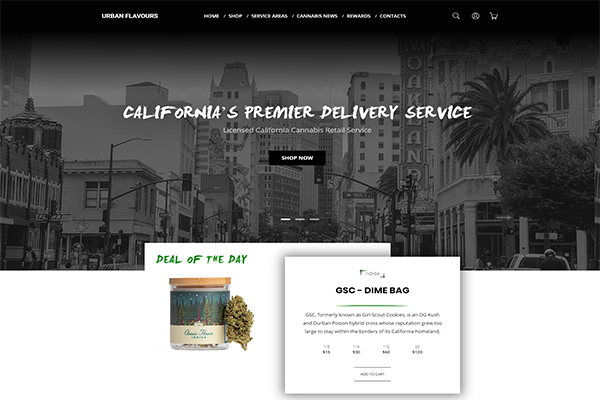 URBAN FLAVOURS
HOME / SHOP / SERVICE AREAS / CANNABIS NEWS / REWARDS / CONTACTS
CALIFORNIA'S PREMIER DELIVERY SERVICE
Licensed California Cannabis Retail Service
SHOP NOW
OAKLAND
DEAL OF THE DAY
INDICA
GSC – DIME BAG
GSC, formerly known as Girl Scout Cookies, is an OG Kush
and Durban Poison hybrid cross whose reputation grew too
large to stay within the borders of its California homeland.
1/8 1/4 1/2 oz
$15 $30 $60 $120
ADD TO CART